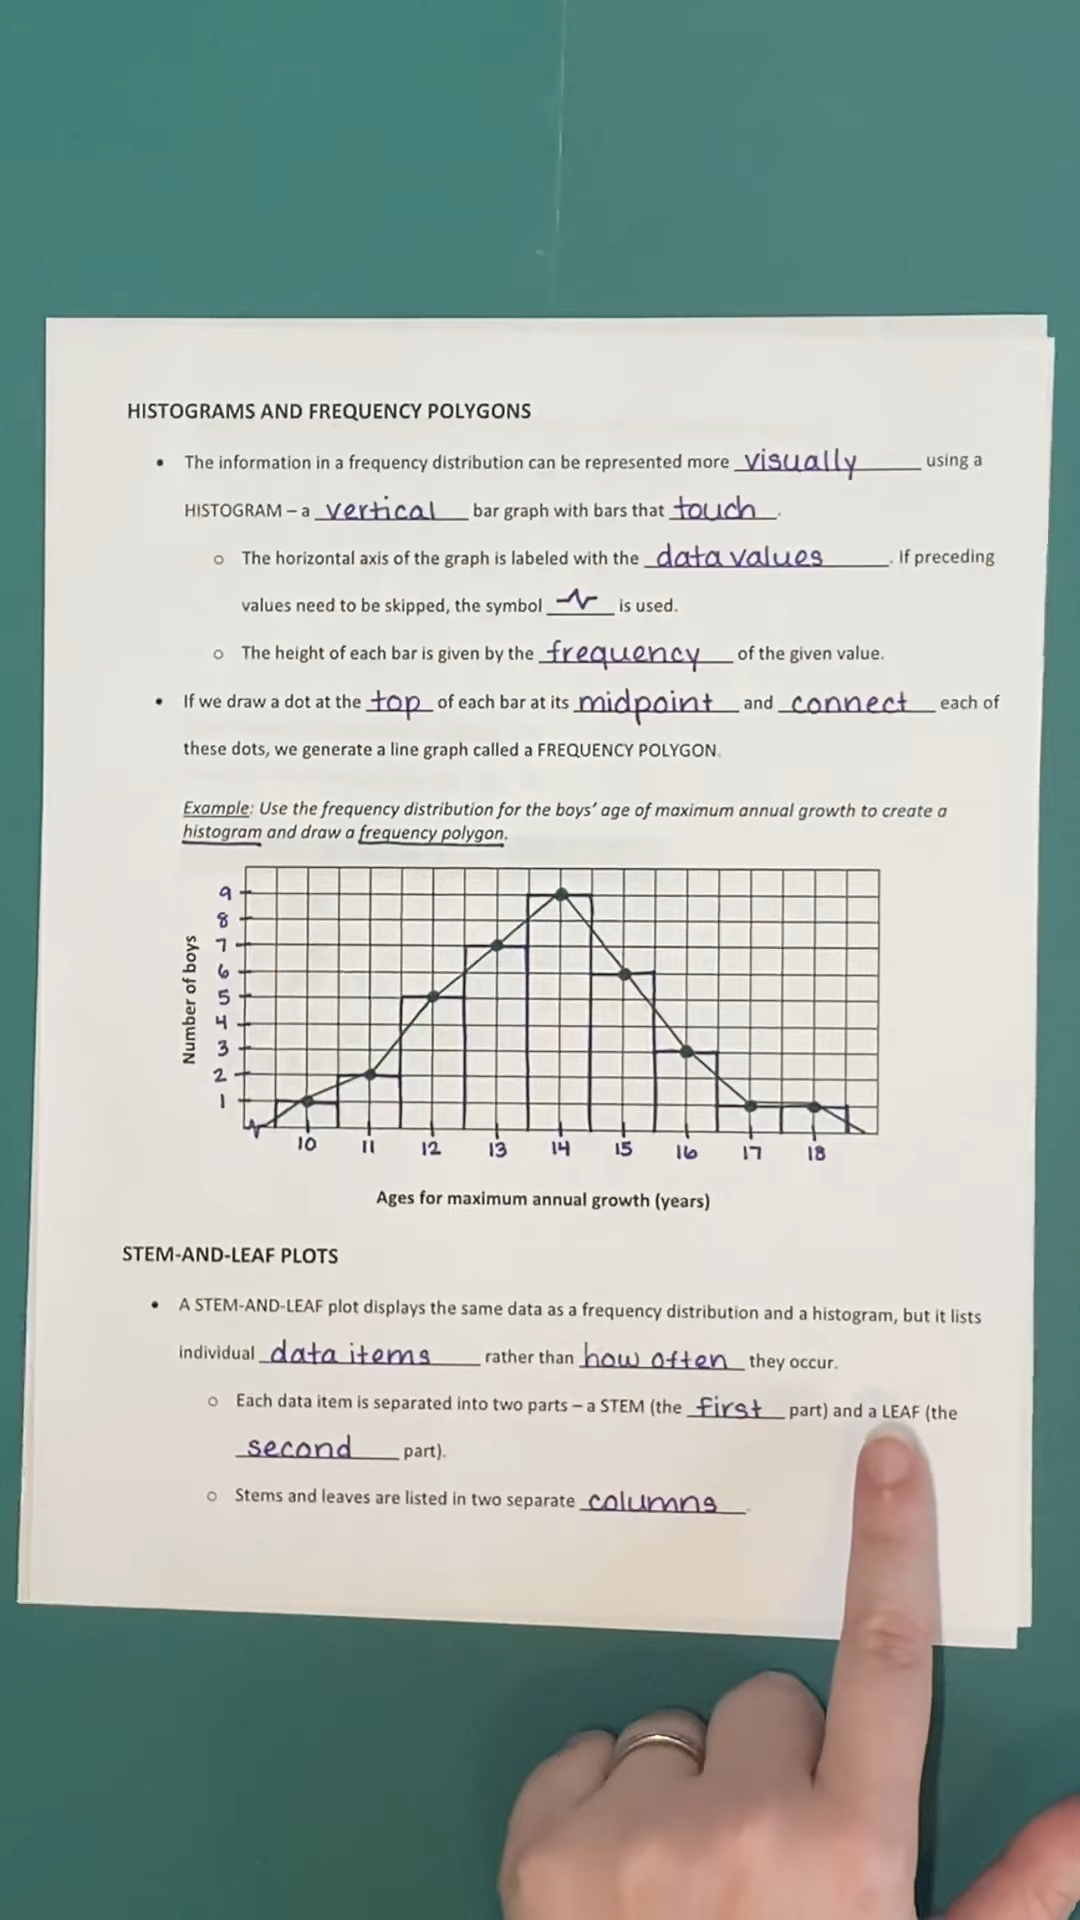 HISTOGRAMS AND FREQUENCY POLYGONS
• The information in a frequency distribution can be represented more visually using a
HISTOGRAM – a vertical bar graph with bars that touch.
o The horizontal axis of the graph is labeled with the data values. If preceding
values need to be skipped, the symbol is used.
o The height of each bar is given by the frequency of the given value.
• If we draw a dot at the top of each bar at its midpoint and connect each of
these dots, we generate a line graph called a FREQUENCY POLYGON.
Example: Use the frequency distribution for the boys' age of maximum annual growth to create a
histogram and draw a frequency polygon.
Number of boys
9
8
7
6
5
4
3
2
1
10 11 12 13 14 15 16 17 18
Ages for maximum annual growth (years)
STEM-AND-LEAF PLOTS
• A STEM-AND-LEAF plot displays the same data as a frequency distribution and a histogram, but it lists
individual data items rather than how often they occur.
o Each data item is separated into two parts – a STEM (the first part) and a LEAF (the
second part).
o Stems and leaves are listed in two separate columns.